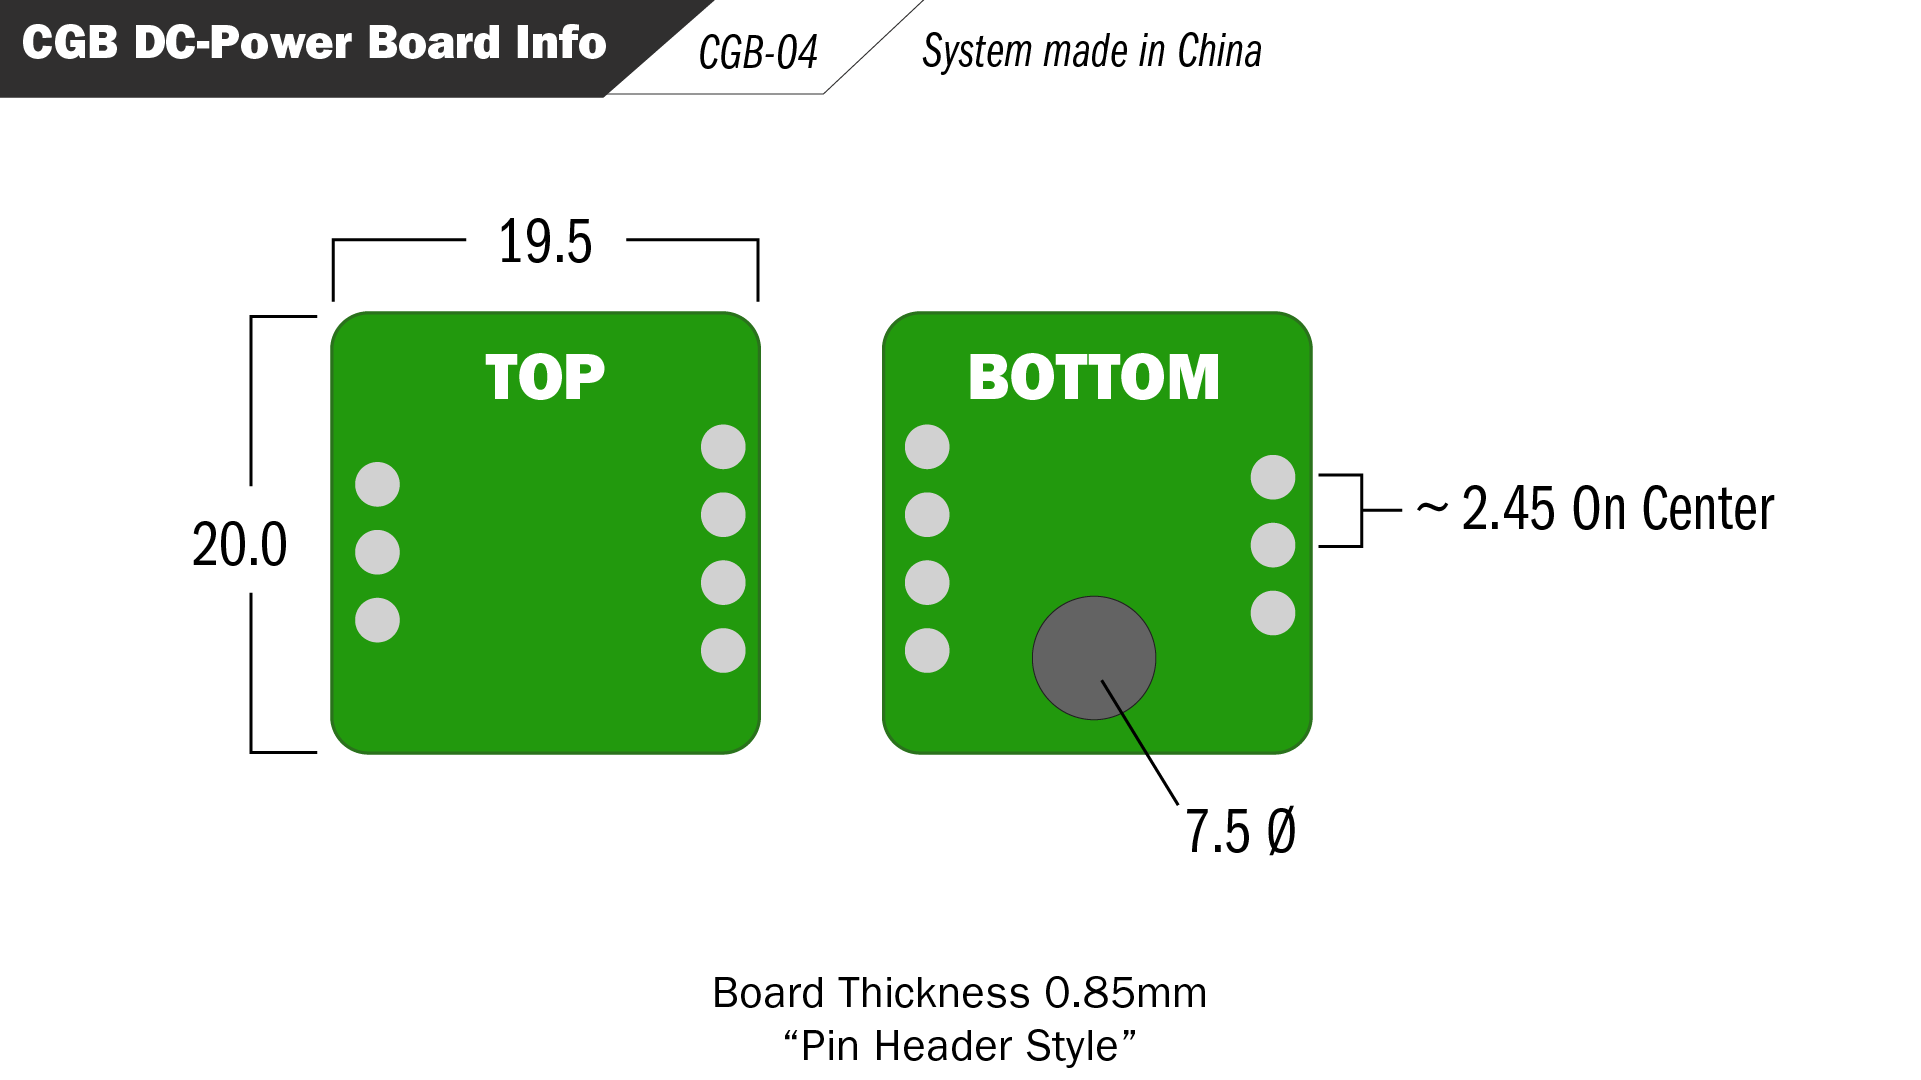 CGB DC-Power Board Info
CGB-04
System made in China
19.5
20.0
TOP
BOTTOM
~ 2.45 On Center
7.5 Ø
Board Thickness 0.85mm
“Pin Header Style”